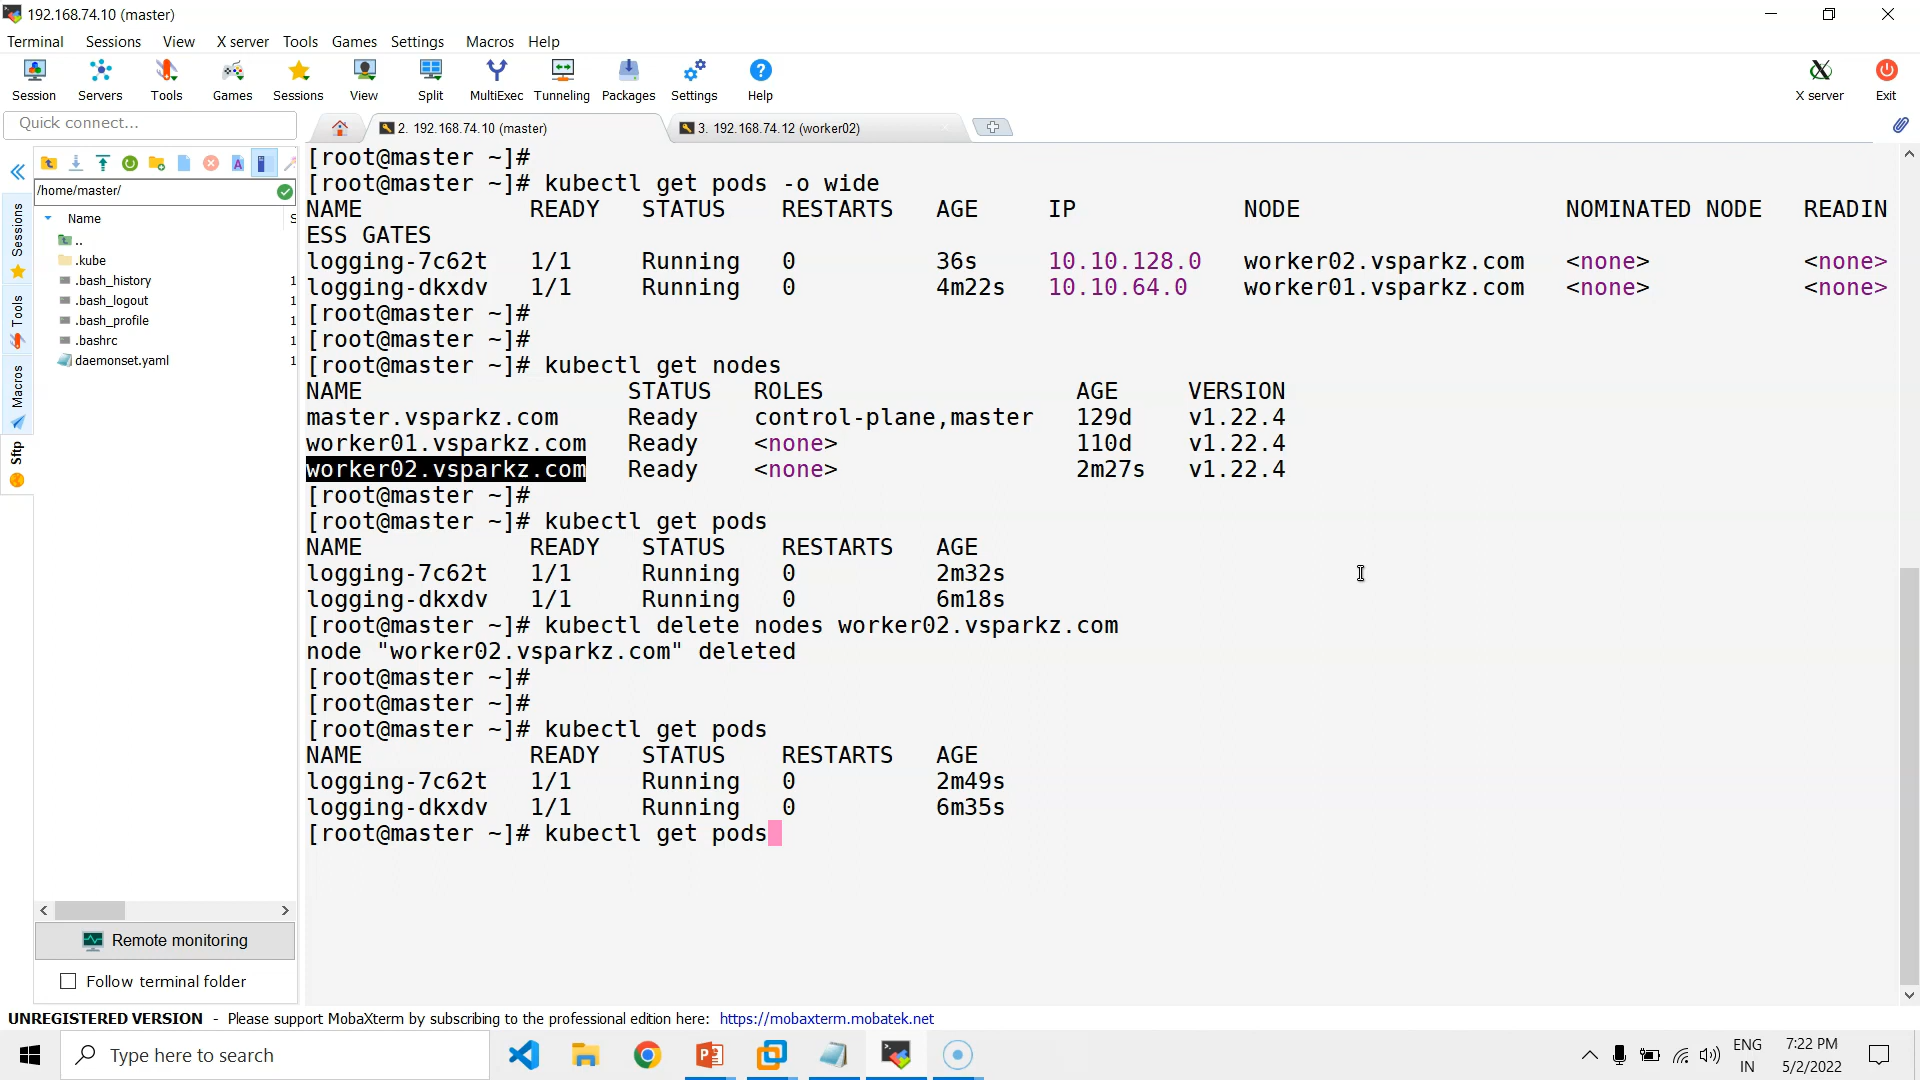 192.168.74.10 (master)
Terminal Sessions View X server Tools Games Settings Macros Help
Session Servers Tools Games Sessions View Split MultiExec Tunneling Packages Settings Help X server Exit
Quick connect...
2. 192.168.74.10 (master)
3. 192.168.74.12 (worker02)
/home/master/
Name S
..
.kube
.bash_history 1
.bash_logout 1
.bash_profile 1
.bashrc 1
daemonset.yaml 1
Sessions
Tools
Macros
Sftp
[root@master ~]#
[root@master ~]# kubectl get pods -o wide
NAME READY STATUS RESTARTS AGE IP NODE NOMINATED NODE READIN
ESS GATES
logging-7c62t 1/1 Running 0 36s 10.10.128.0 worker02.vsparkz.com <none> <none>
logging-dkxdv 1/1 Running 0 4m22s 10.10.64.0 worker01.vsparkz.com <none> <none>
[root@master ~]#
[root@master ~]#
[root@master ~]# kubectl get nodes
NAME STATUS ROLES AGE VERSION
master.vsparkz.com Ready control-plane,master 129d v1.22.4
worker01.vsparkz.com Ready <none> 110d v1.22.4
worker02.vsparkz.com Ready <none> 2m27s v1.22.4
[root@master ~]#
[root@master ~]# kubectl get pods
NAME READY STATUS RESTARTS AGE
logging-7c62t 1/1 Running 0 2m32s
logging-dkxdv 1/1 Running 0 6m18s
[root@master ~]# kubectl delete nodes worker02.vsparkz.com
node "worker02.vsparkz.com" deleted
[root@master ~]#
[root@master ~]#
[root@master ~]# kubectl get pods
NAME READY STATUS RESTARTS AGE
logging-7c62t 1/1 Running 0 2m49s
logging-dkxdv 1/1 Running 0 6m35s
[root@master ~]# kubectl get pods
Remote monitoring
Follow terminal folder
UNREGISTERED VERSION - Please support MobaXterm by subscribing to the professional edition here: https://mobaxterm.mobatek.net
Type here to search
ENG
IN
7:22 PM
5/2/2022